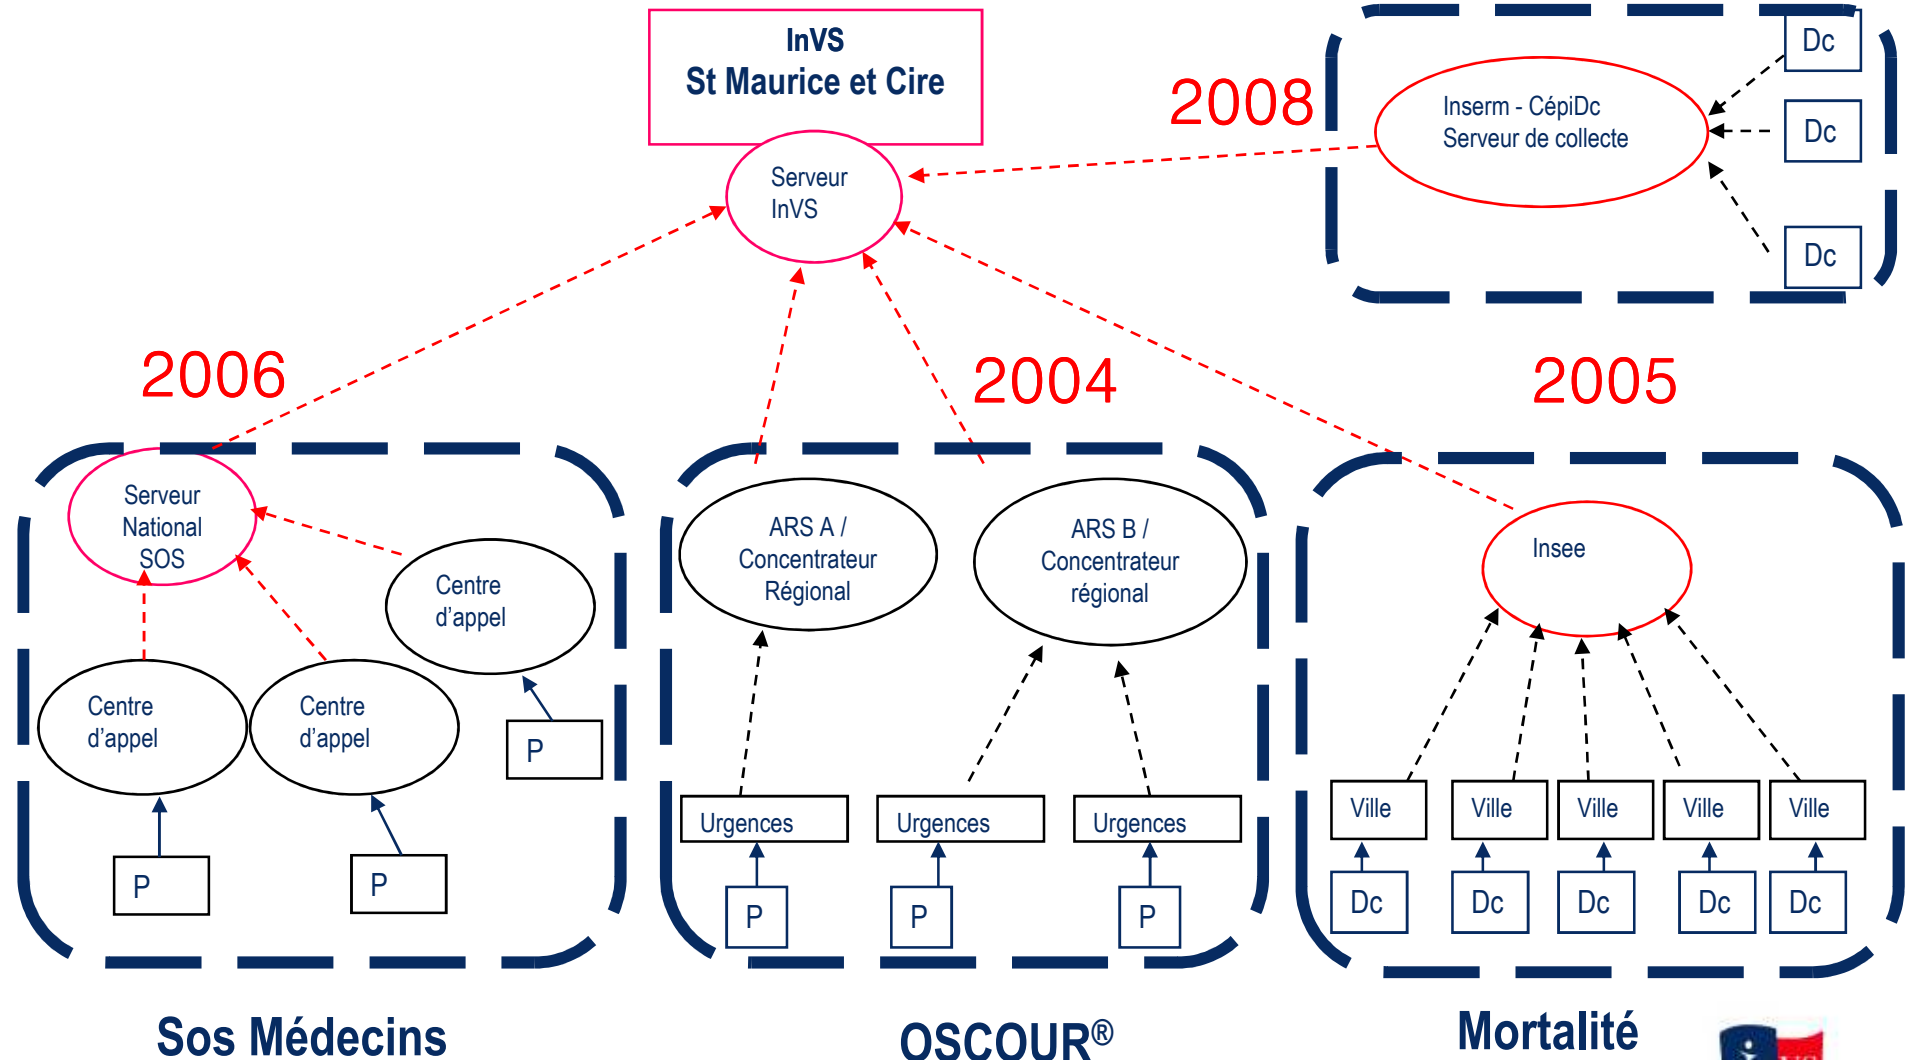 InVS
St Maurice et Cire
Serveur
InVS
2008
Inserm - CépiDc
Serveur de collecte
Dc
Dc
Dc
2006
2004
2005
Serveur
National
SOS
Centre
d'appel
Centre
d'appel
Centre
d'appel
P
P
P
ARS A /
Concentrateur
Régional
ARS B /
Concentrateur
régional
Urgences
Urgences
Urgences
P
P
P
Insee
Ville
Ville
Ville
Ville
Ville
Dc
Dc
Dc
Dc
Dc
Sos Médecins
OSCOUR®
Mortalité